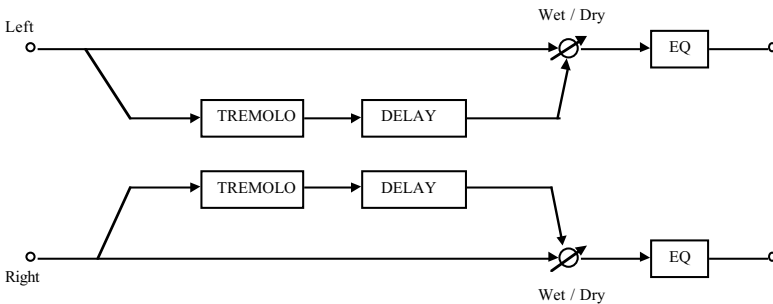 Wet / Dry
Left
EQ
TREMOLO
DELAY
TREMOLO
DELAY
EQ
Right
Wet / Dry